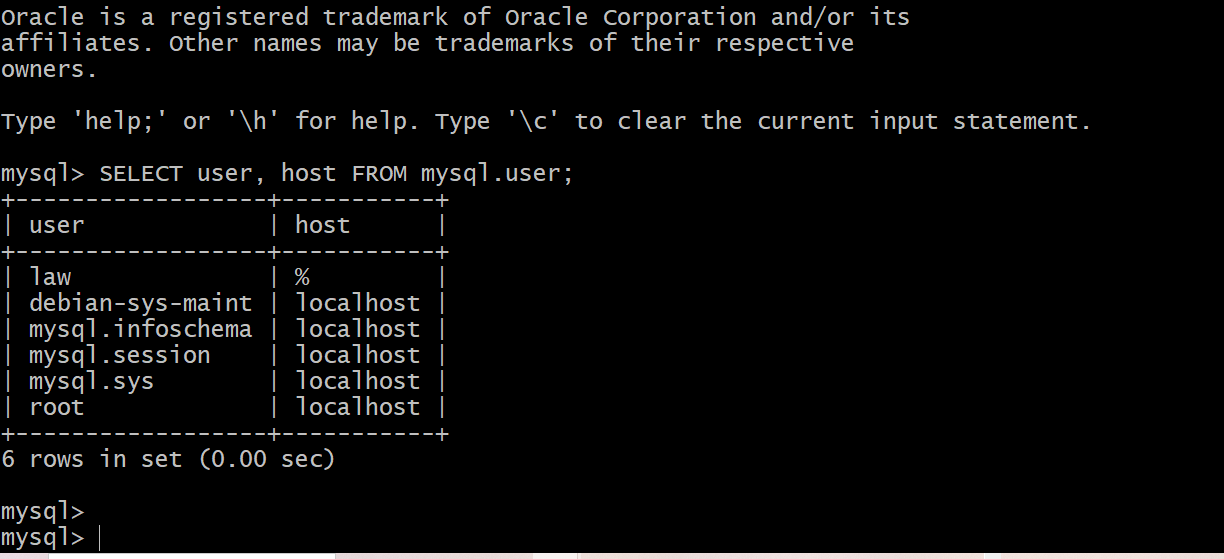 Oracle is a registered trademark of Oracle Corporation and/or its
affiliates. Other names may be trademarks of their respective
owners.
Type 'help;' or '\h' for help. Type '\c' to clear the current input statement.
mysql> SELECT user, host FROM mysql.user;
+------------------+-----------+
| user             | host      |
+------------------+-----------+
| law              | %         |
| debian-sys-maint | localhost |
| mysql.infoschema | localhost |
| mysql.session    | localhost |
| mysql.sys        | localhost |
| root             | localhost |
+------------------+-----------+
6 rows in set (0.00 sec)
mysql>
mysql>